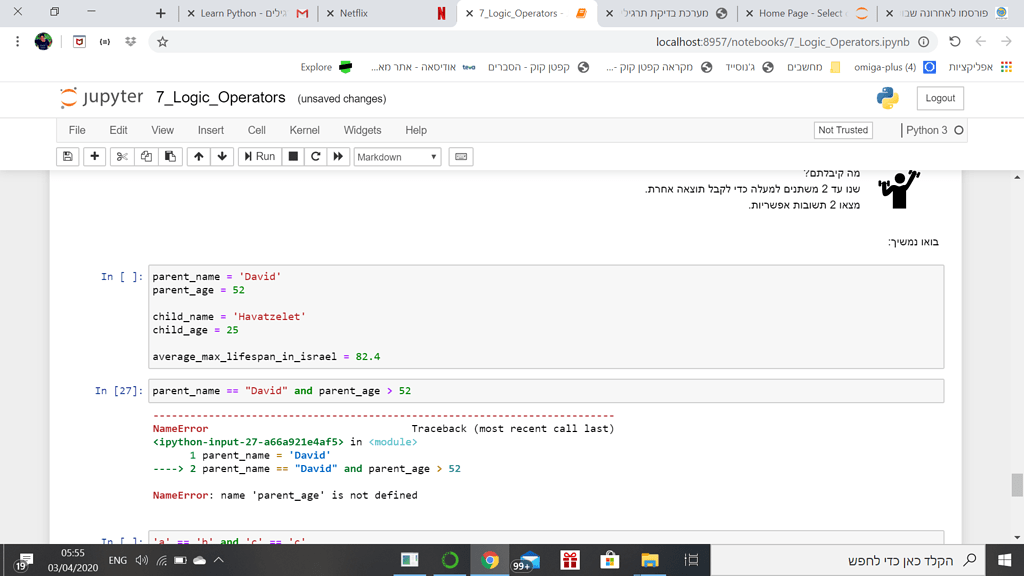 Learn Python - גילים
Netflix
7_Logic_Operators -
מערכת בדיקת תרגילי
Home Page - Select
פורסמו לאחרונה שבו
localhost:8957/notebooks/7_Logic_Operators.ipynb
Explore
אודיסאה - אתר מא...
קפטן קוק - הסברים
מקראה קפטן קוק -...
ג'נוסייד
מחשבים
omiga-plus (4)
אפליקציות
jupyter 7_Logic_Operators (unsaved changes)
Logout
File Edit View Insert Cell Kernel Widgets Help
Not Trusted
Python 3
Run
Markdown
מה קיבלתם?
שנו עד 2 משתנים למעלה כדי לקבל תוצאה אחרת.
מצאו 2 תשובות אפשריות.
בואו נמשיך:
In [ ]: parent_name = 'David'
parent_age = 52
child_name = 'Havatzelet'
child_age = 25
average_max_lifespan_in_israel = 82.4
In [27]: parent_name == "David" and parent_age > 52
---------------------------------------------------------------------------
NameError Traceback (most recent call last)
<ipython-input-27-a66a921e4af5> in <module>
1 parent_name = 'David'
----> 2 parent_name == "David" and parent_age > 52
NameError: name 'parent_age' is not defined
In [ ]: 'a' == 'b' and 'c' == 'c'
19
05:55
03/04/2020
ENG
99+
הקלד כאן כדי לחפש